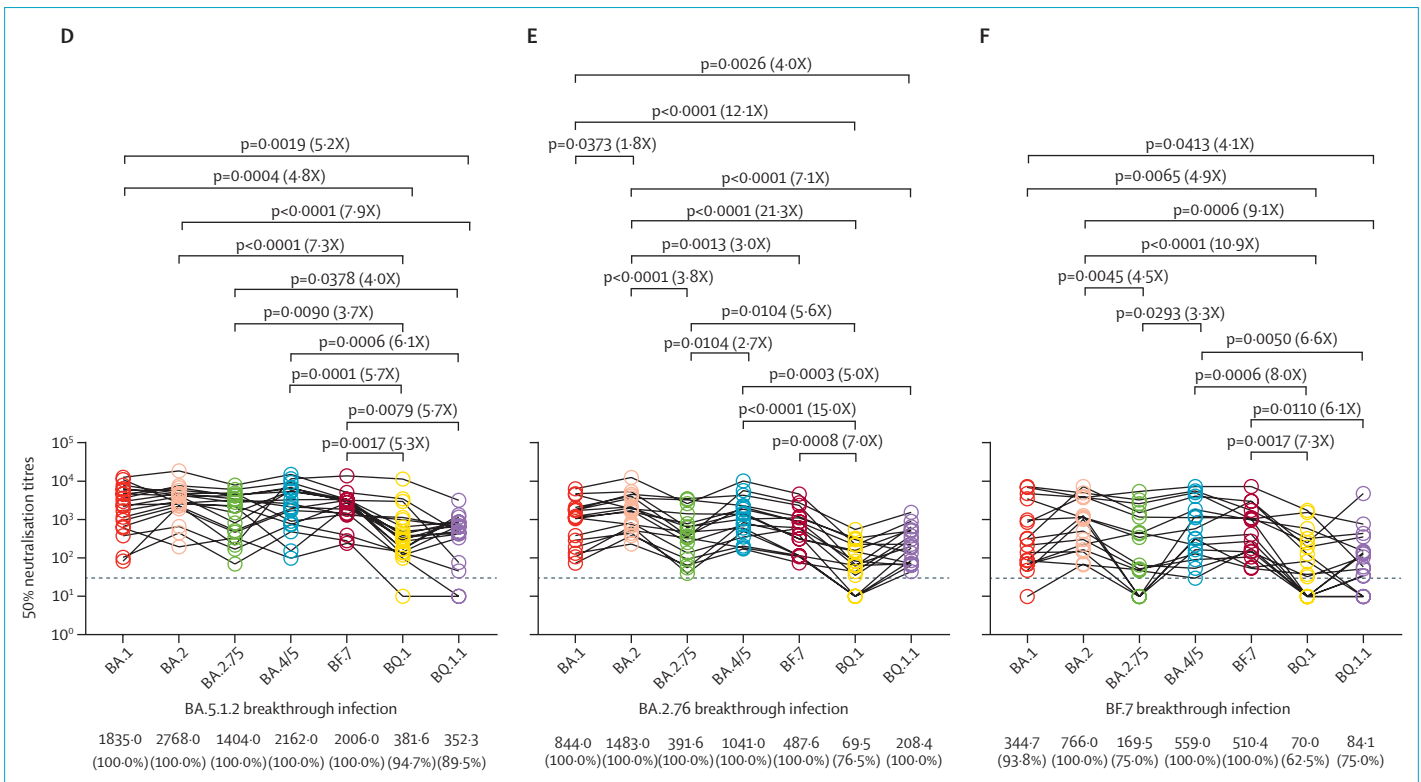 D
p=0·0019 (5·2X)
p=0·0004 (4·8X)
p<0·0001 (7·9X)
p<0·0001 (7·3X)
p=0·0378 (4·0X)
p=0·0090 (3·7X)
p=0·0006 (6·1X)
p=0·0001 (5·7X)
p=0·0079 (5·7X)
p=0·0017 (5·3X)
50% neutralisation titres
10⁵
10⁴
10³
10²
10¹
10⁰
BA.1 BA.2 BA.2.75 BA.4/5 BF.7 BQ.1 BQ.1.1
BA.5.1.2 breakthrough infection
1835·0 2768·0 1404·0 2162·0 2006·0 381·6 352·3
(100·0%) (100·0%) (100·0%) (100·0%) (100·0%) (94·7%) (89·5%)
E
p=0·0026 (4·0X)
p<0·0001 (12·1X)
p=0·0373 (1·8X)
p<0·0001 (7·1X)
p<0·0001 (21·3X)
p=0·0013 (3·0X)
p<0·0001 (3·8X)
p=0·0104 (5·6X)
p=0·0104 (2·7X)
p=0·0003 (5·0X)
p<0·0001 (15·0X)
p=0·0008 (7·0X)
BA.1 BA.2 BA.2.75 BA.4/5 BF.7 BQ.1 BQ.1.1
BA.2.76 breakthrough infection
844·0 1483·0 391·6 1041·0 487·6 69·5 208·4
(100·0%) (100·0%) (100·0%) (100·0%) (100·0%) (76·5%) (100·0%)
F
p=0·0413 (4·1X)
p=0·0065 (4·9X)
p=0·0006 (9·1X)
p<0·0001 (10·9X)
p=0·0045 (4·5X)
p=0·0293 (3·3X)
p=0·0050 (6·6X)
p=0·0006 (8·0X)
p=0·0110 (6·1X)
p=0·0017 (7·3X)
BA.1 BA.2 BA.2.75 BA.4/5 BF.7 BQ.1 BQ.1.1
BF.7 breakthrough infection
344·7 766·0 169·5 559·0 510·4 70·0 84·1
(93·8%) (100·0%) (75·0%) (100·0%) (100·0%) (62·5%) (75·0%)